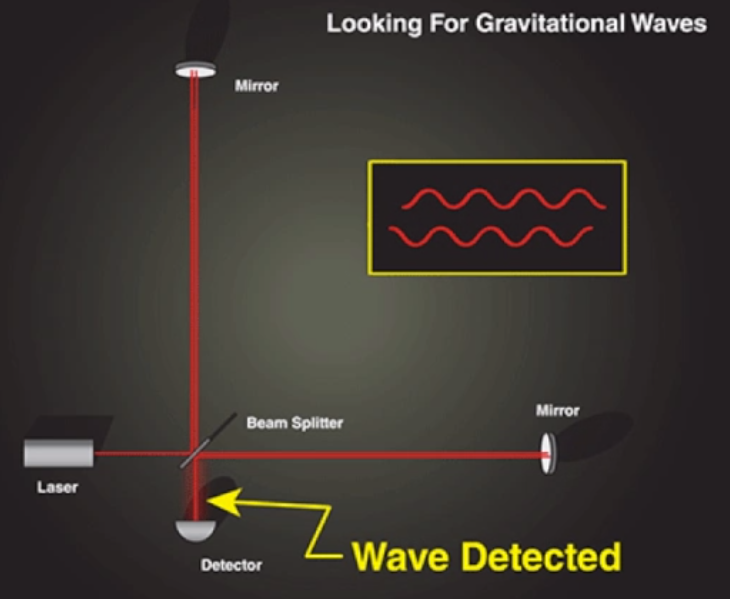 Looking For Gravitational Waves
Mirror
Mirror
Beam Splitter
Laser
Wave Detected
Detector